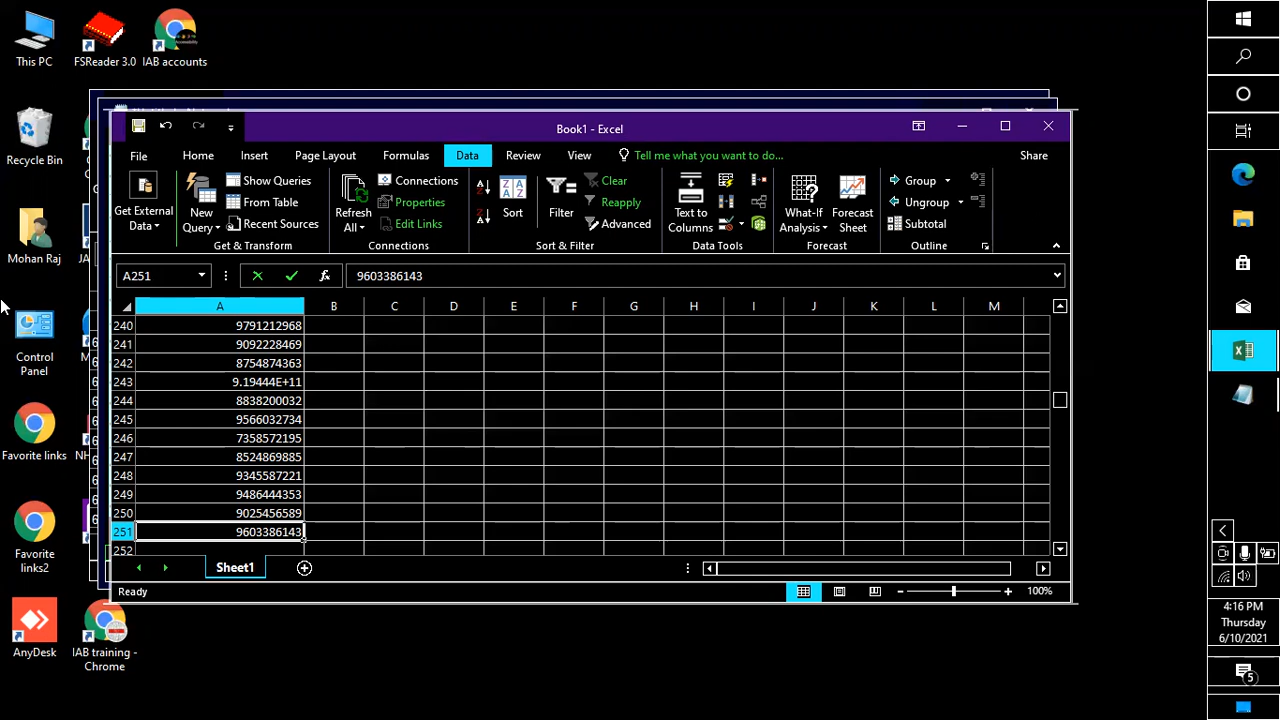 This PC
FSReader 3.0
IAB accounts
Recycle Bin
Mohan Raj
Control
Panel
Favorite links
Favorite
links2
AnyDesk
IAB training -
Chrome
Book1 - Excel
File Home Insert Page Layout Formulas Data Review View Tell me what you want to do... Share
Get External
Data
New
Query
Show Queries
From Table
Recent Sources
Get & Transform
Refresh
All
Connections
Properties
Edit Links
Connections
Sort
Filter
Clear
Reapply
Advanced
Sort & Filter
Text to
Columns
Data Tools
What-If
Analysis
Forecast
Sheet
Forecast
Group
Ungroup
Subtotal
Outline
A251 fx 9603386143
A B C D E F G H I J K L M
240 9791212968
241 9092228469
242 8754874363
243 9.19444E+11
244 8838200032
245 9566032734
246 7358572195
247 8524869885
248 9345587221
249 9486444353
250 9025456589
251 9603386143
252
Sheet1
Ready
100%
4:16 PM
Thursday
6/10/2021
5